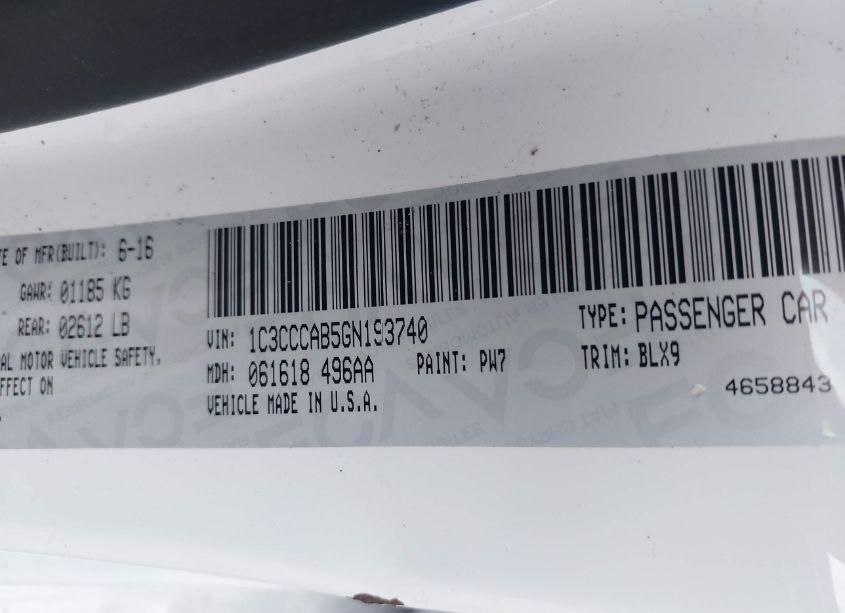 TE OF MFR(BUILT): 6-16
GAWR: 01185 KG
REAR: 02612 LB
AL MOTOR VEHICLE SAFETY,
FFECT ON
VIN: 1C3CCCAB5GN193740
TYPE: PASSENGER CAR
MDH: 061618 496AA
PAINT: PW7
TRIM: BLX9
VEHICLE MADE IN U.S.A.
4658843